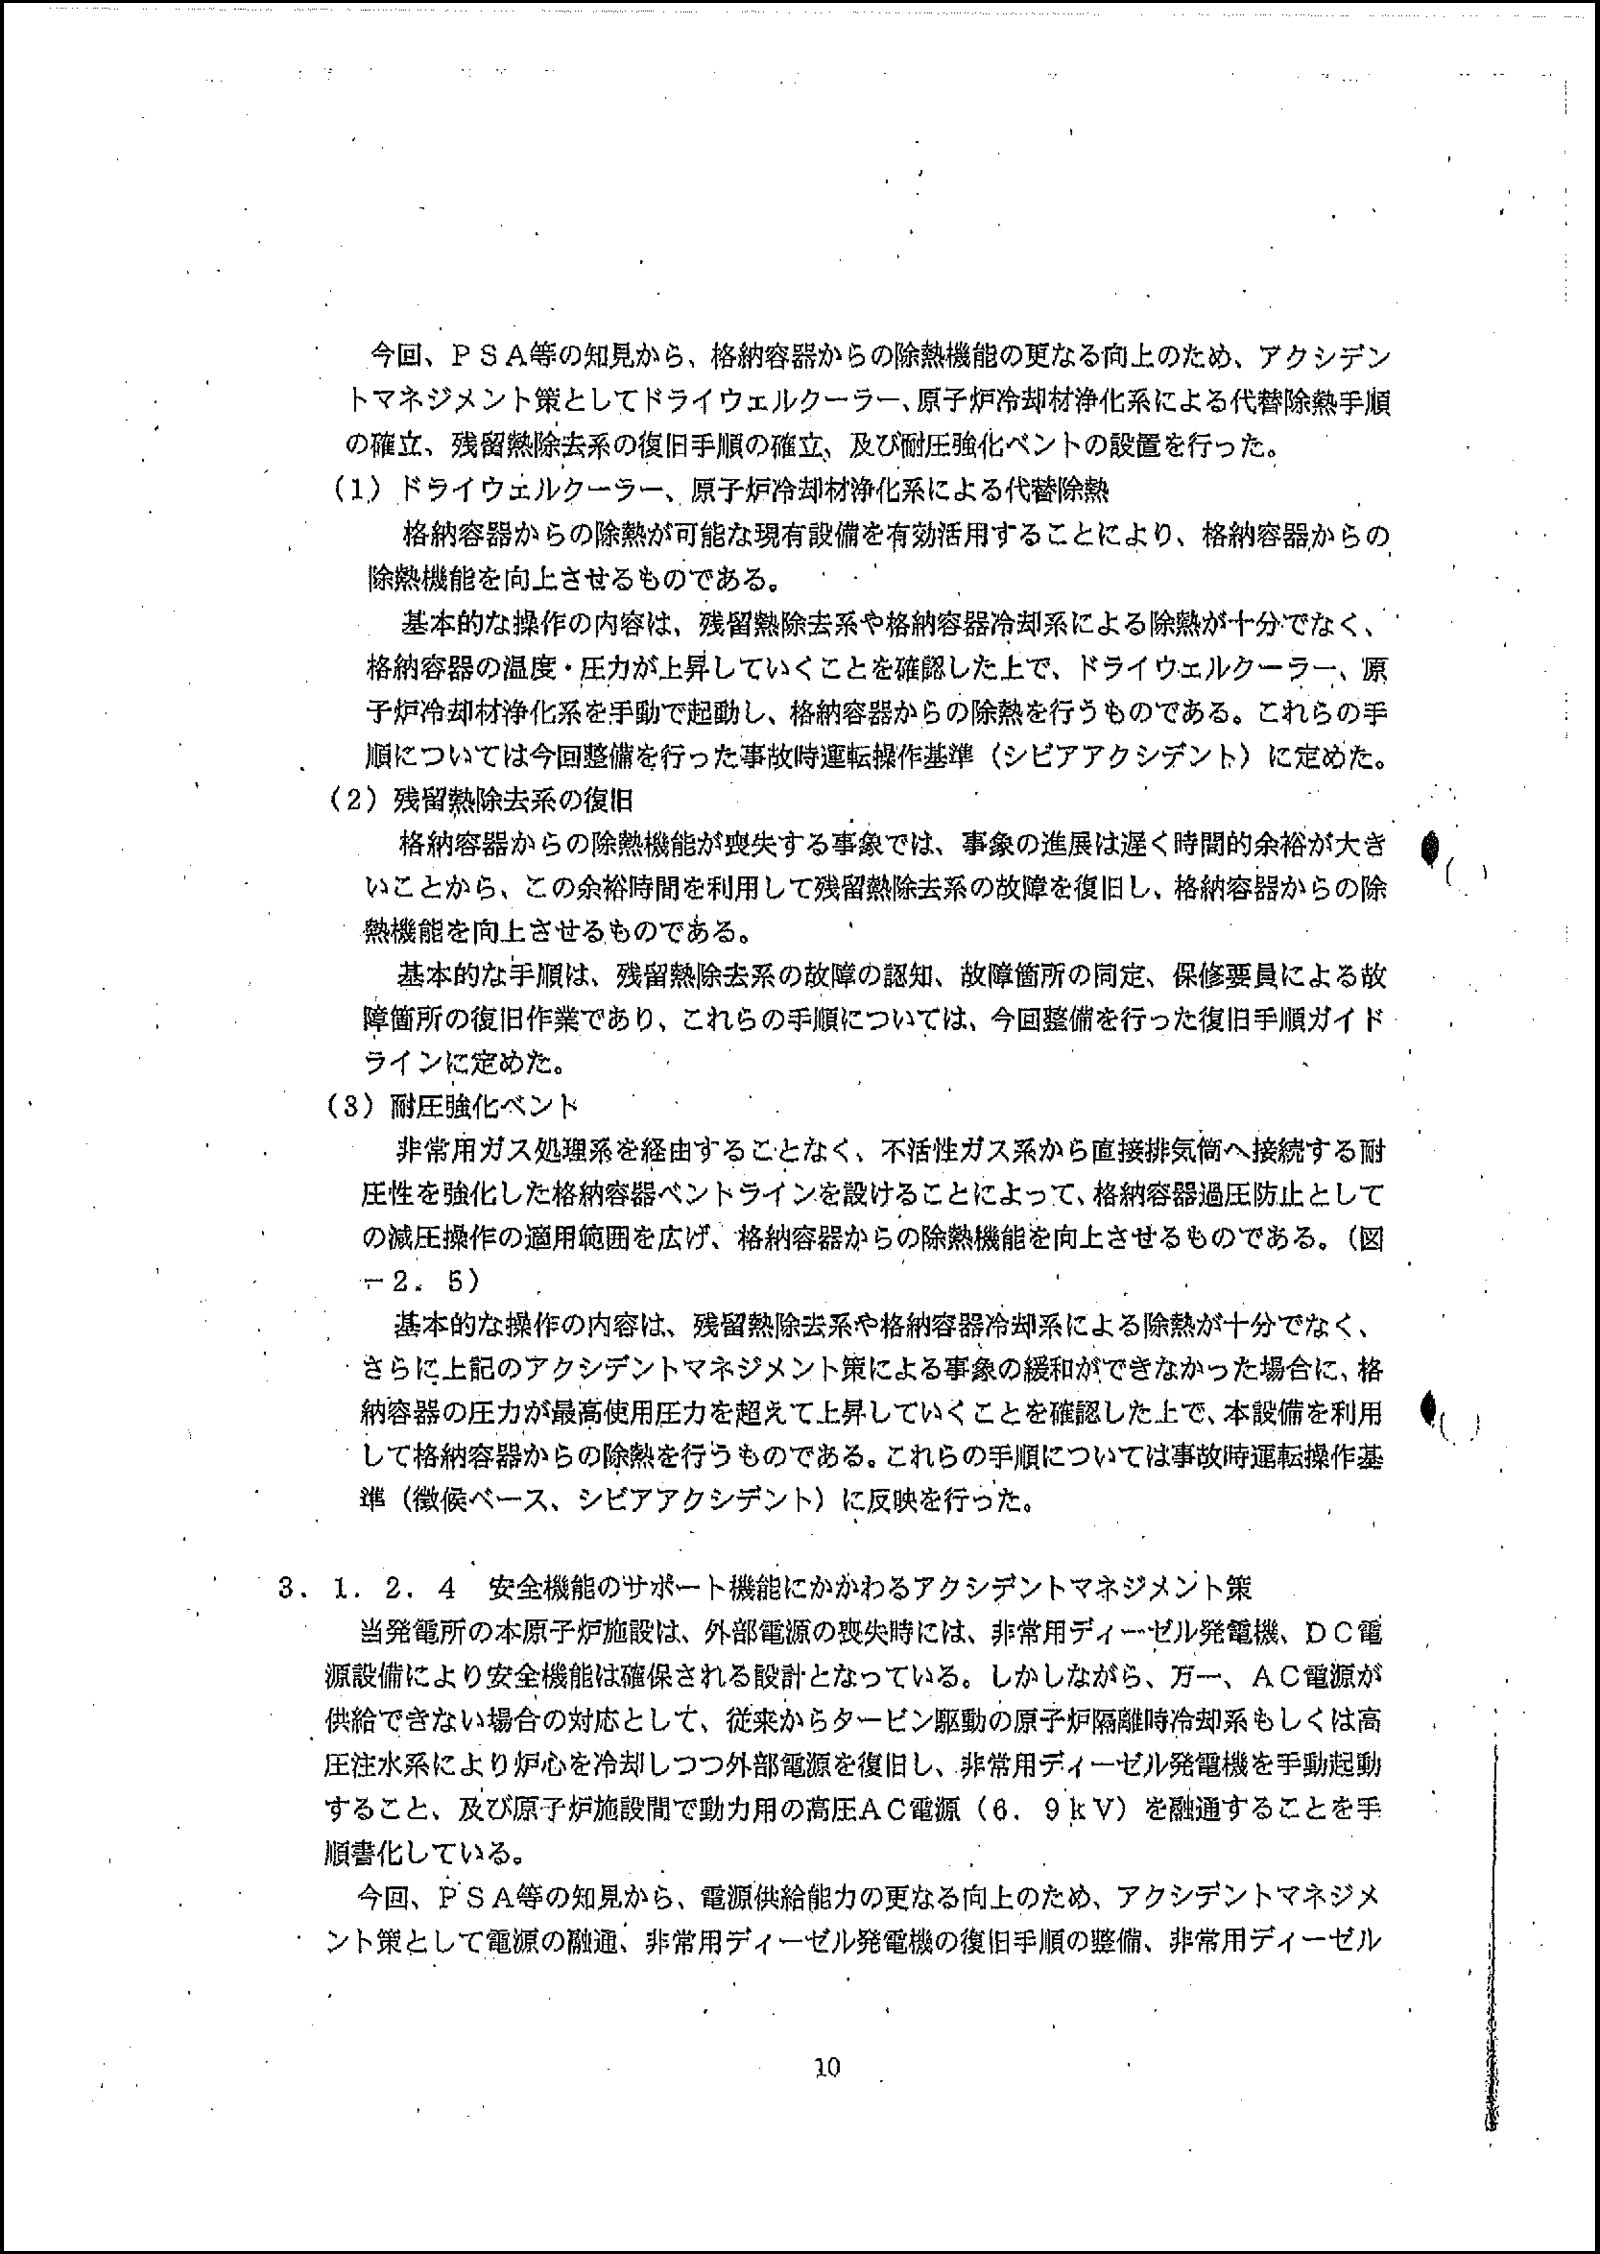 今回、ＰＳＡ等の知見から、格納容器からの除熱機能の更なる向上のため、アクシデン
トマネジメント策としてドライウェルクーラー、原子炉冷却材浄化系による代替除熱手順
の確立、残留熱除去系の復旧手順の確立、及び耐圧強化ベントの設置を行った。
（１）ドライウェルクーラー、原子炉冷却材浄化系による代替除熱
格納容器からの除熱が可能な現有設備を有効活用することにより、格納容器からの
除熱機能を向上させるものである。
基本的な操作の内容は、残留熱除去系や格納容器冷却系による除熱が十分でなく、
格納容器の温度・圧力が上昇していくことを確認した上で、ドライウェルクーラー、原
子炉冷却材浄化系を手動で起動し、格納容器からの除熱を行うものである。これらの手
順については今回整備を行った事故時運転操作基準（シビアアクシデント）に定めた。
（２）残留熱除去系の復旧
格納容器からの除熱機能が喪失する事象では、事象の進展は遅く時間的余裕が大き
いことから、この余裕時間を利用して残留熱除去系の故障を復旧し、格納容器からの除
熱機能を向上させるものである。
基本的な手順は、残留熱除去系の故障の認知、故障箇所の同定、保修要員による故
障箇所の復旧作業であり、これらの手順については、今回整備を行った復旧手順ガイド
ラインに定めた。
（３）耐圧強化ベント
非常用ガス処理系を経由することなく、不活性ガス系から直接排気筒へ接続する耐
圧性を強化した格納容器ベントラインを設けることによって、格納容器過圧防止として
の減圧操作の適用範囲を広げ、格納容器からの除熱機能を向上させるものである。（図
－２．５）
基本的な操作の内容は、残留熱除去系や格納容器冷却系による除熱が十分でなく、
さらに上記のアクシデントマネジメント策による事象の緩和ができなかった場合に、格
納容器の圧力が最高使用圧力を超えて上昇していくことを確認した上で、本設備を利用
して格納容器からの除熱を行うものである。これらの手順については事故時運転操作基
準（徴候ベース、シビアアクシデント）に反映を行った。
３．１．２．４　安全機能のサポート機能にかかわるアクシデントマネジメント策
当発電所の本原子炉施設は、外部電源の喪失時には、非常用ディーゼル発電機、ＤＣ電
源設備により安全機能は確保される設計となっている。しかしながら、万一、ＡＣ電源が
供給できない場合の対応として、従来からタービン駆動の原子炉隔離時冷却系もしくは高
圧注水系により炉心を冷却しつつ外部電源を復旧し、非常用ディーゼル発電機を手動起動
すること、及び原子炉施設間で動力用の高圧ＡＣ電源（６．９ｋＶ）を融通することを手
順書化している。
今回、ＰＳＡ等の知見から、電源供給能力の更なる向上のため、アクシデントマネジメ
ント策として電源の融通、非常用ディーゼル発電機の復旧手順の整備、非常用ディーゼル
10